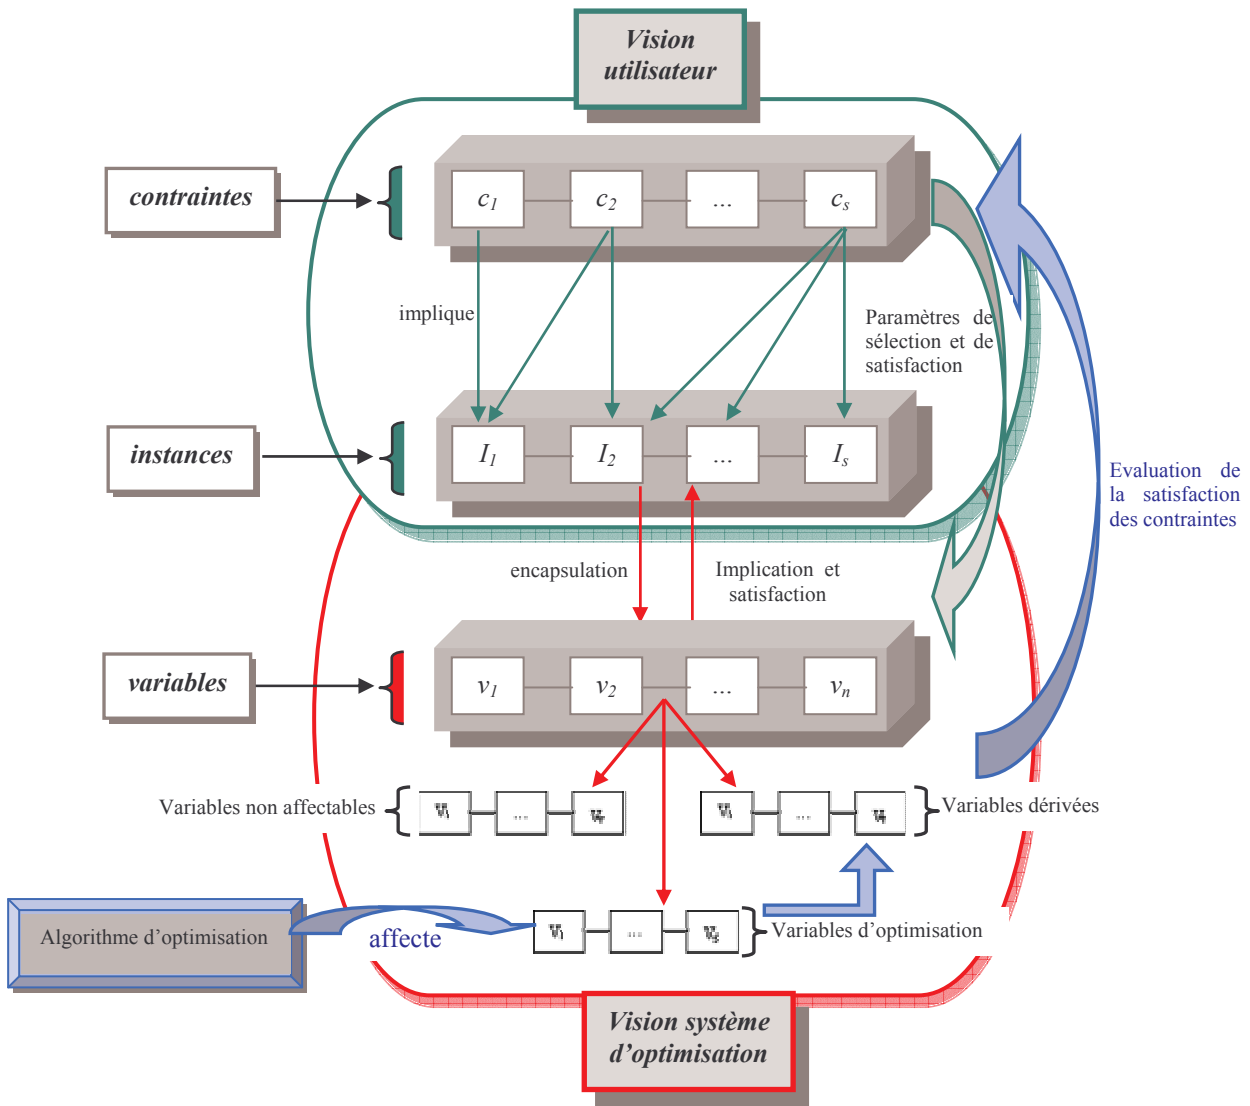 Vision
utilisateur
contraintes
c1
c2
...
cs
implique
Paramètres de
sélection et de
satisfaction
instances
I1
I2
...
Is
Evaluation de
la satisfaction
des contraintes
encapsulation
Implication et
satisfaction
variables
v1
v2
...
vn
Variables non affectables
...
...
Variables dérivées
Algorithme d'optimisation
affecte
...
Variables d'optimisation
Vision système
d'optimisation